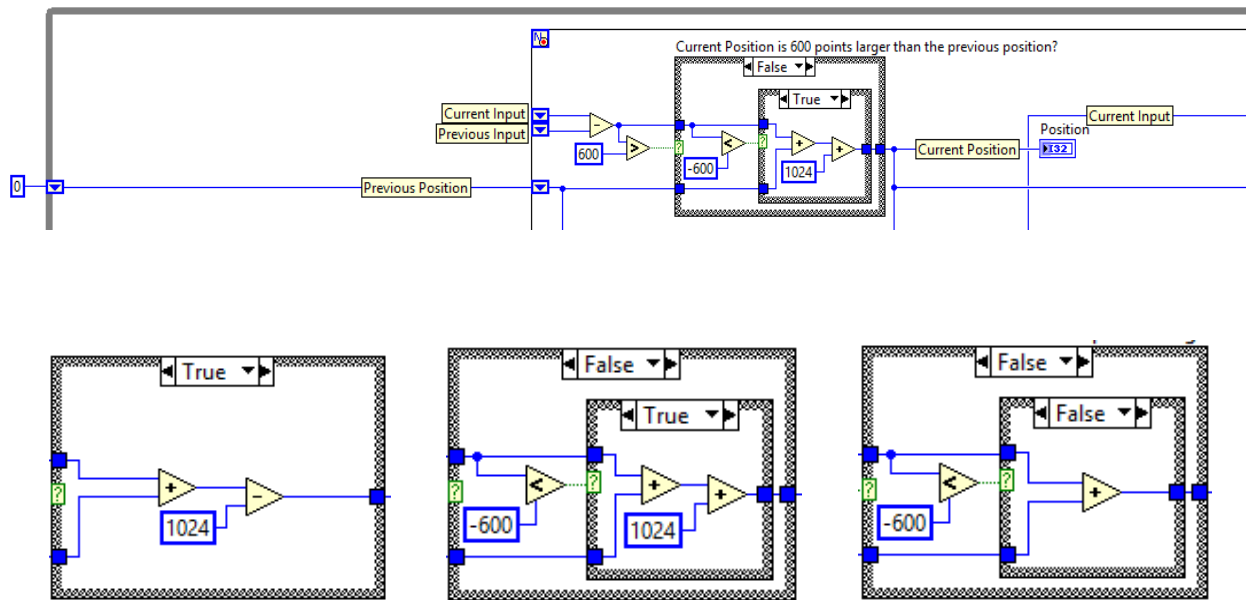 Current Position is 600 points larger than the previous position?
False
True
Current Input
Previous Input
-
+
+
>
<
600
-600
1024
Current Input
Position
Current Position
I32
0
Previous Position
N
True
False
False
True
False
+
-
1024
?
<
-600
+
+
1024
?
?
<
-600
+
?
?